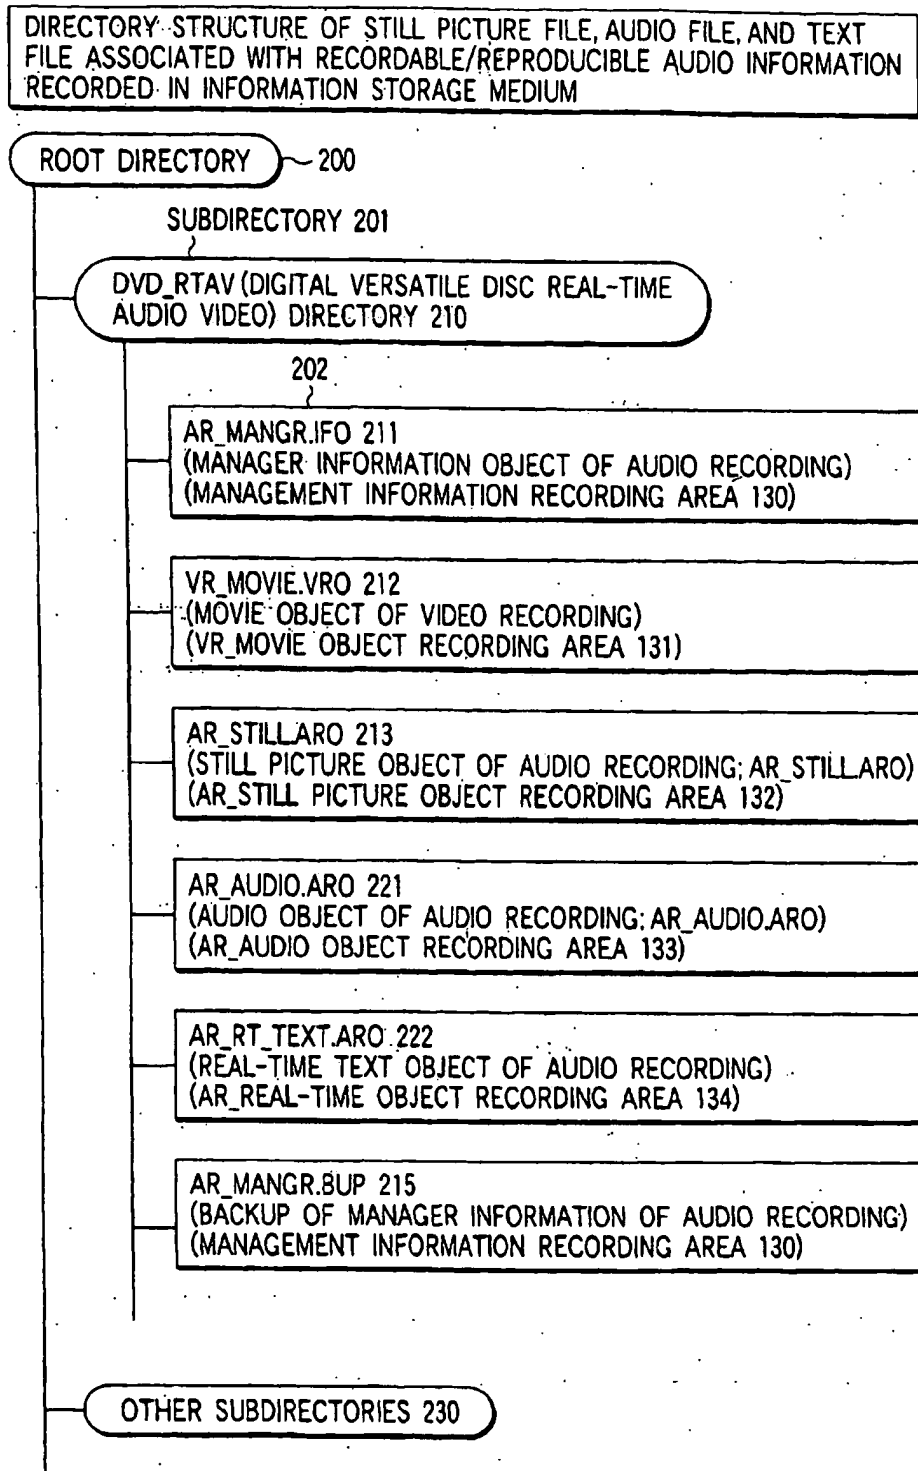 DIRECTORY STRUCTURE OF STILL PICTURE FILE, AUDIO FILE, AND TEXT
FILE ASSOCIATED WITH RECORDABLE/REPRODUCIBLE AUDIO INFORMATION
RECORDED IN INFORMATION STORAGE MEDIUM
ROOT DIRECTORY 200
SUBDIRECTORY 201
DVD_RTAV (DIGITAL VERSATILE DISC REAL-TIME
AUDIO VIDEO) DIRECTORY 210
202
AR_MANGR.IFO 211
(MANAGER INFORMATION OBJECT OF AUDIO RECORDING)
(MANAGEMENT INFORMATION RECORDING AREA 130)
VR_MOVIE.VRO 212
(MOVIE OBJECT OF VIDEO RECORDING)
(VR_MOVIE OBJECT RECORDING AREA 131)
AR_STILL.ARO 213
(STILL PICTURE OBJECT OF AUDIO RECORDING; AR_STILL.ARO)
(AR_STILL PICTURE OBJECT RECORDING AREA 132)
AR_AUDIO.ARO 221
(AUDIO OBJECT OF AUDIO RECORDING: AR_AUDIO.ARO)
(AR_AUDIO OBJECT RECORDING AREA 133)
AR_RT_TEXT.ARO 222
(REAL-TIME TEXT OBJECT OF AUDIO RECORDING)
(AR_REAL-TIME OBJECT RECORDING AREA 134)
AR_MANGR.BUP 215
(BACKUP OF MANAGER INFORMATION OF AUDIO RECORDING)
(MANAGEMENT INFORMATION RECORDING AREA 130)
OTHER SUBDIRECTORIES 230